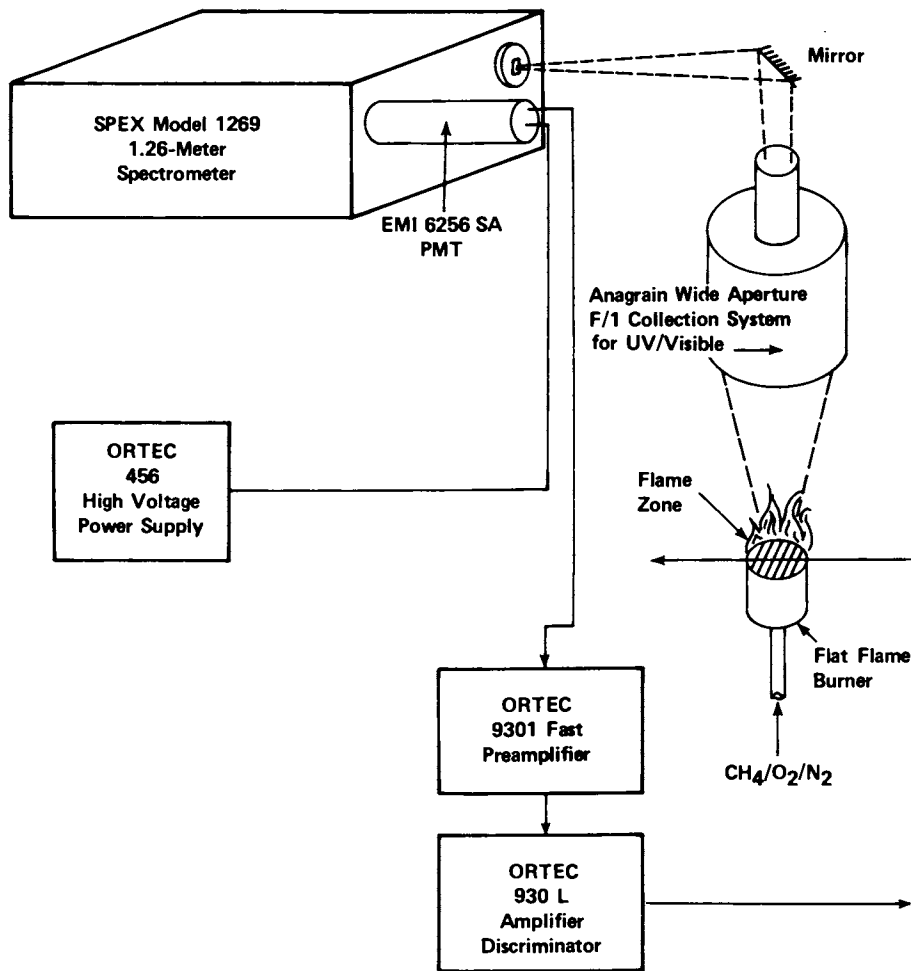 Mirror
SPEX Model 1269
1.26-Meter
Spectrometer
EMI 6256 SA
PMT
Anagrain Wide Aperture
F/1 Collection System
for UV/Visible
ORTEC
456
High Voltage
Power Supply
Flame
Zone
Flat Flame
Burner
CH4/O2/N2
ORTEC
9301 Fast
Preamplifier
ORTEC
930 L
Amplifier
Discriminator